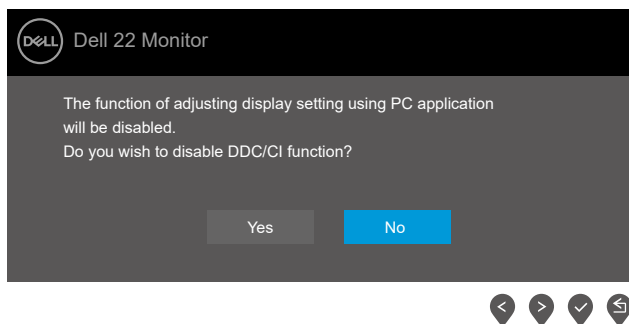 DELL Dell 22 Monitor
The function of adjusting display setting using PC application
will be disabled.
Do you wish to disable DDC/CI function?
Yes No